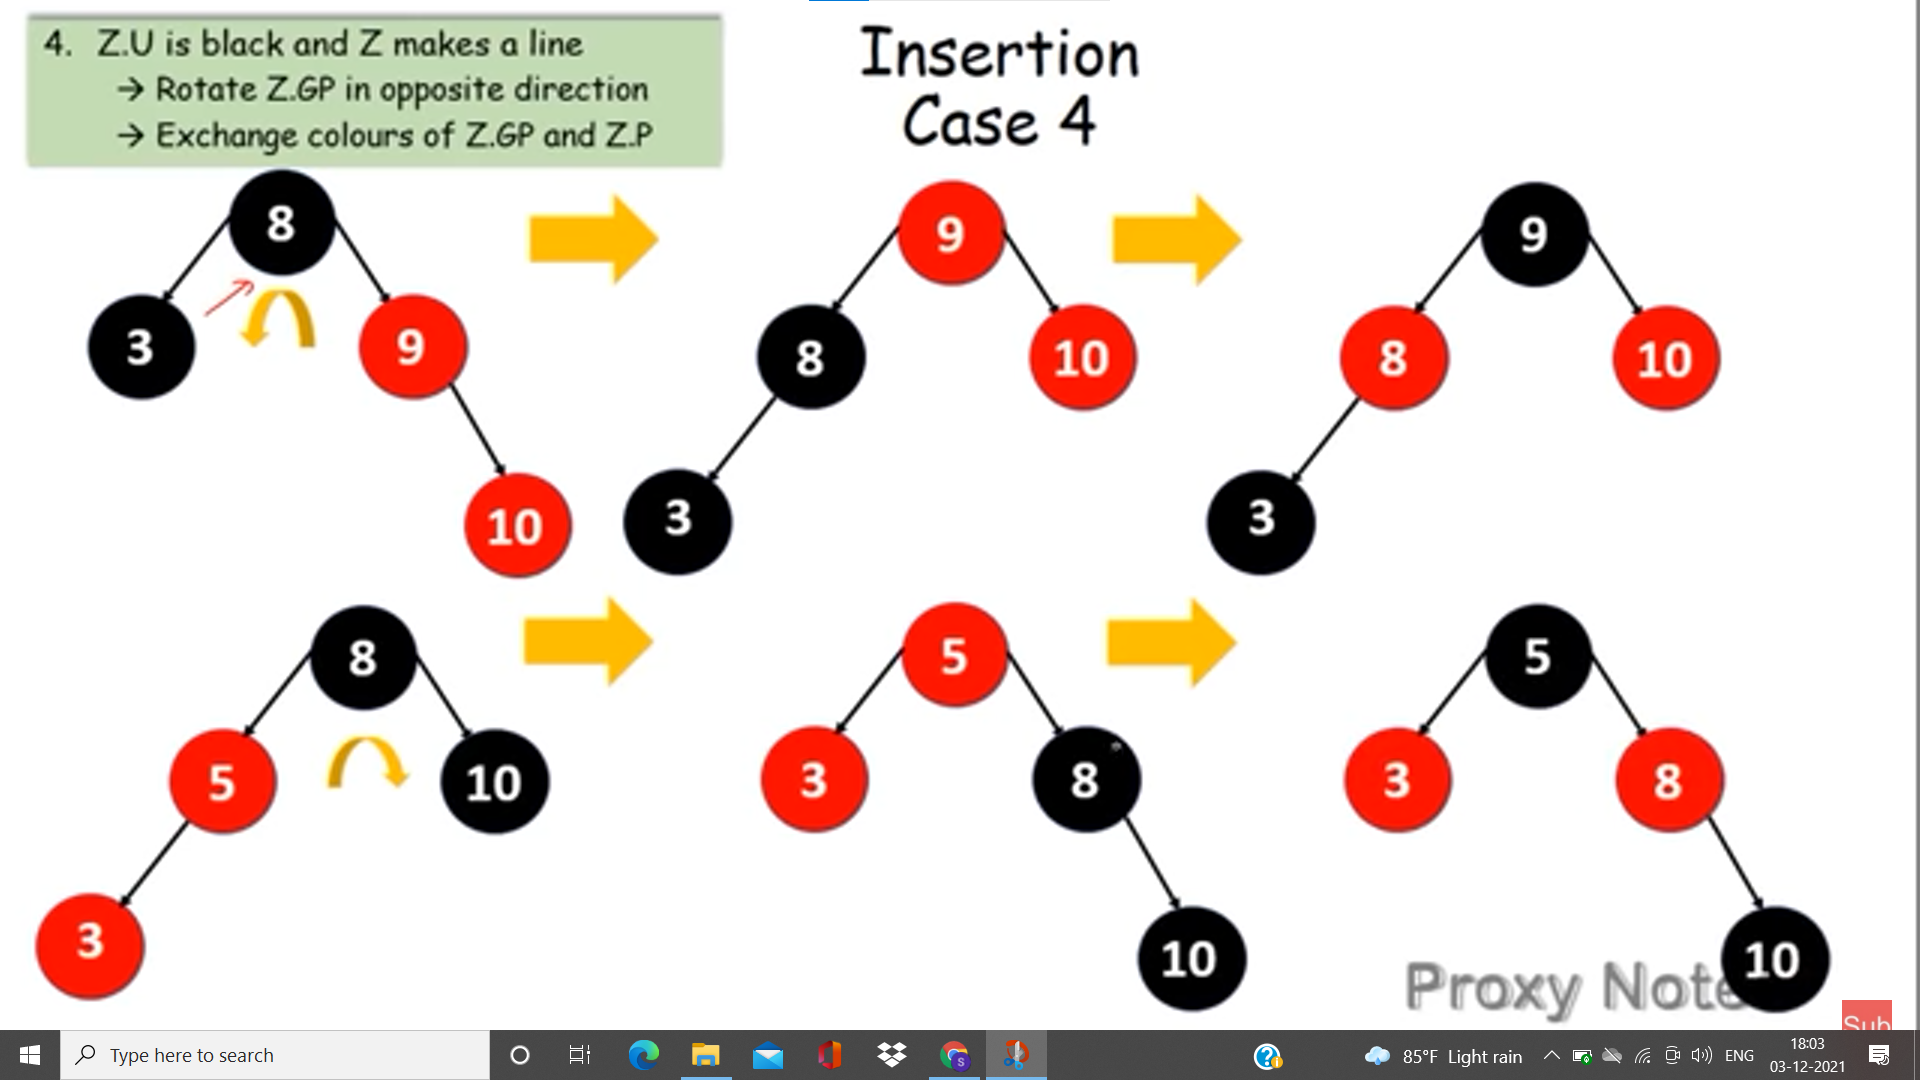 4. Z.U is black and Z makes a line
→ Rotate Z.GP in opposite direction
→ Exchange colours of Z.GP and Z.P
Insertion
Case 4
8
3
9
10
9
8
10
3
9
8
10
3
8
5
10
3
5
3
8
10
5
3
8
10
Proxy Note
Sub
Type here to search
85°F Light rain
ENG
18:03
03-12-2021